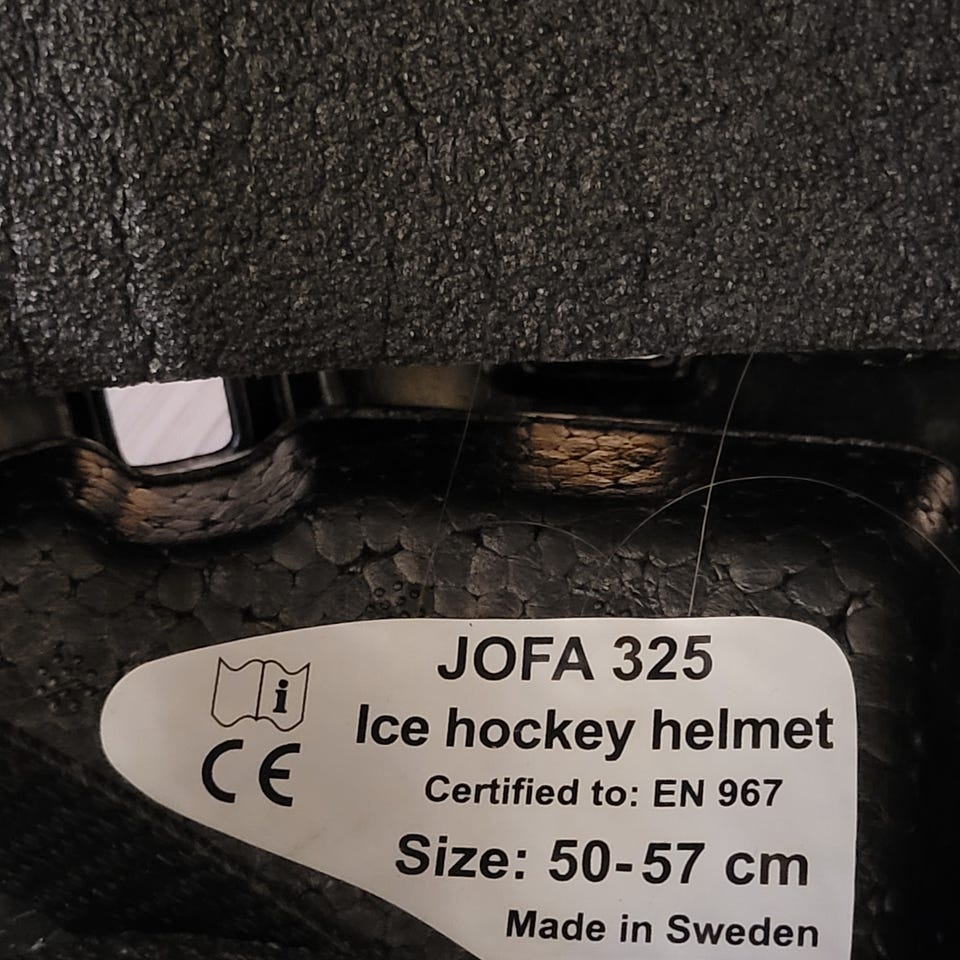 JOFA 325
i
Ice hockey helmet
CE
Certified to: EN 967
Size: 50-57 cm
Made in Sweden